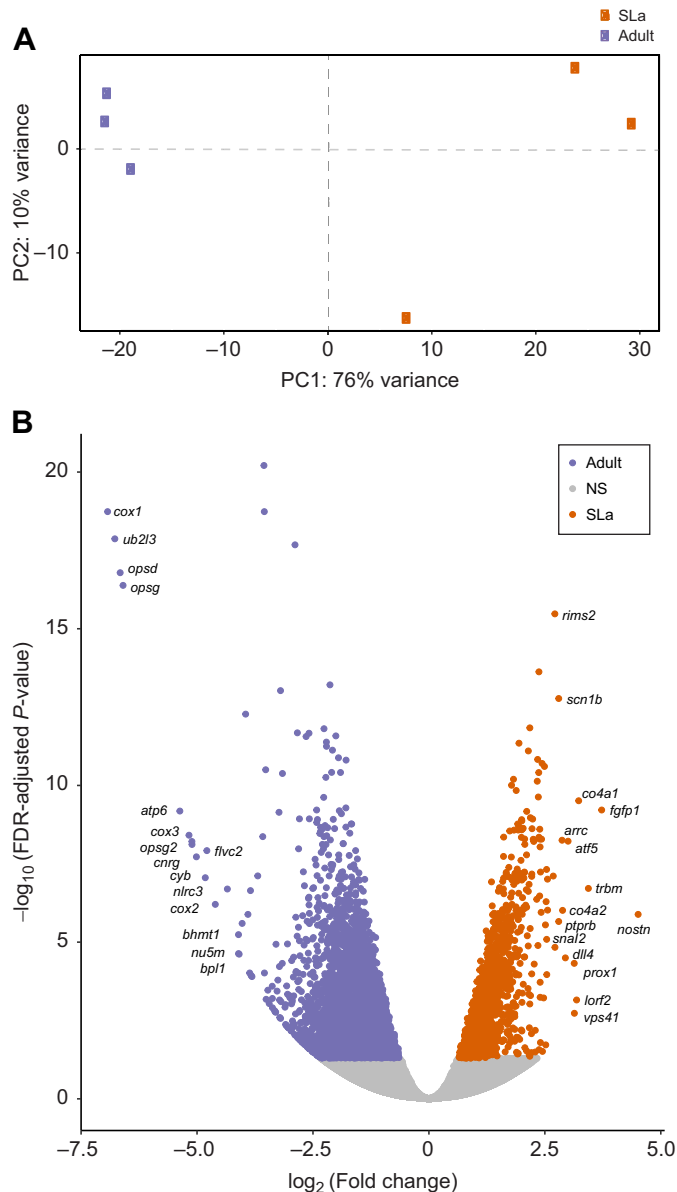 SLa
A
Adult
PC2: 10% variance
0
−10
−20
−10
0
10
20
30
PC1: 76% variance
B
20
Adult
NS
SLa
cox1
ub2l3
opsd
opsg
rims2
15
scn1b
−log10 (FDR-adjusted P-value)
10
co4a1
atp6
fgfp1
cox3
arrc
opsg2
flvc2
atf5
cnrg
cyb
trbm
nlrc3
co4a2
cox2
ptprb
nostn
bhmt1
snal2
5
nu5m
dll4
bpl1
prox1
lorf2
vps41
0
−7.5
−5.0
−2.5
0
2.5
5.0
log2 (Fold change)